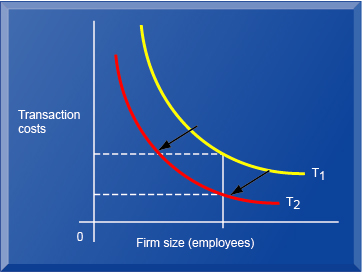 Transaction
costs
T1
T2
0
Firm size (employees)